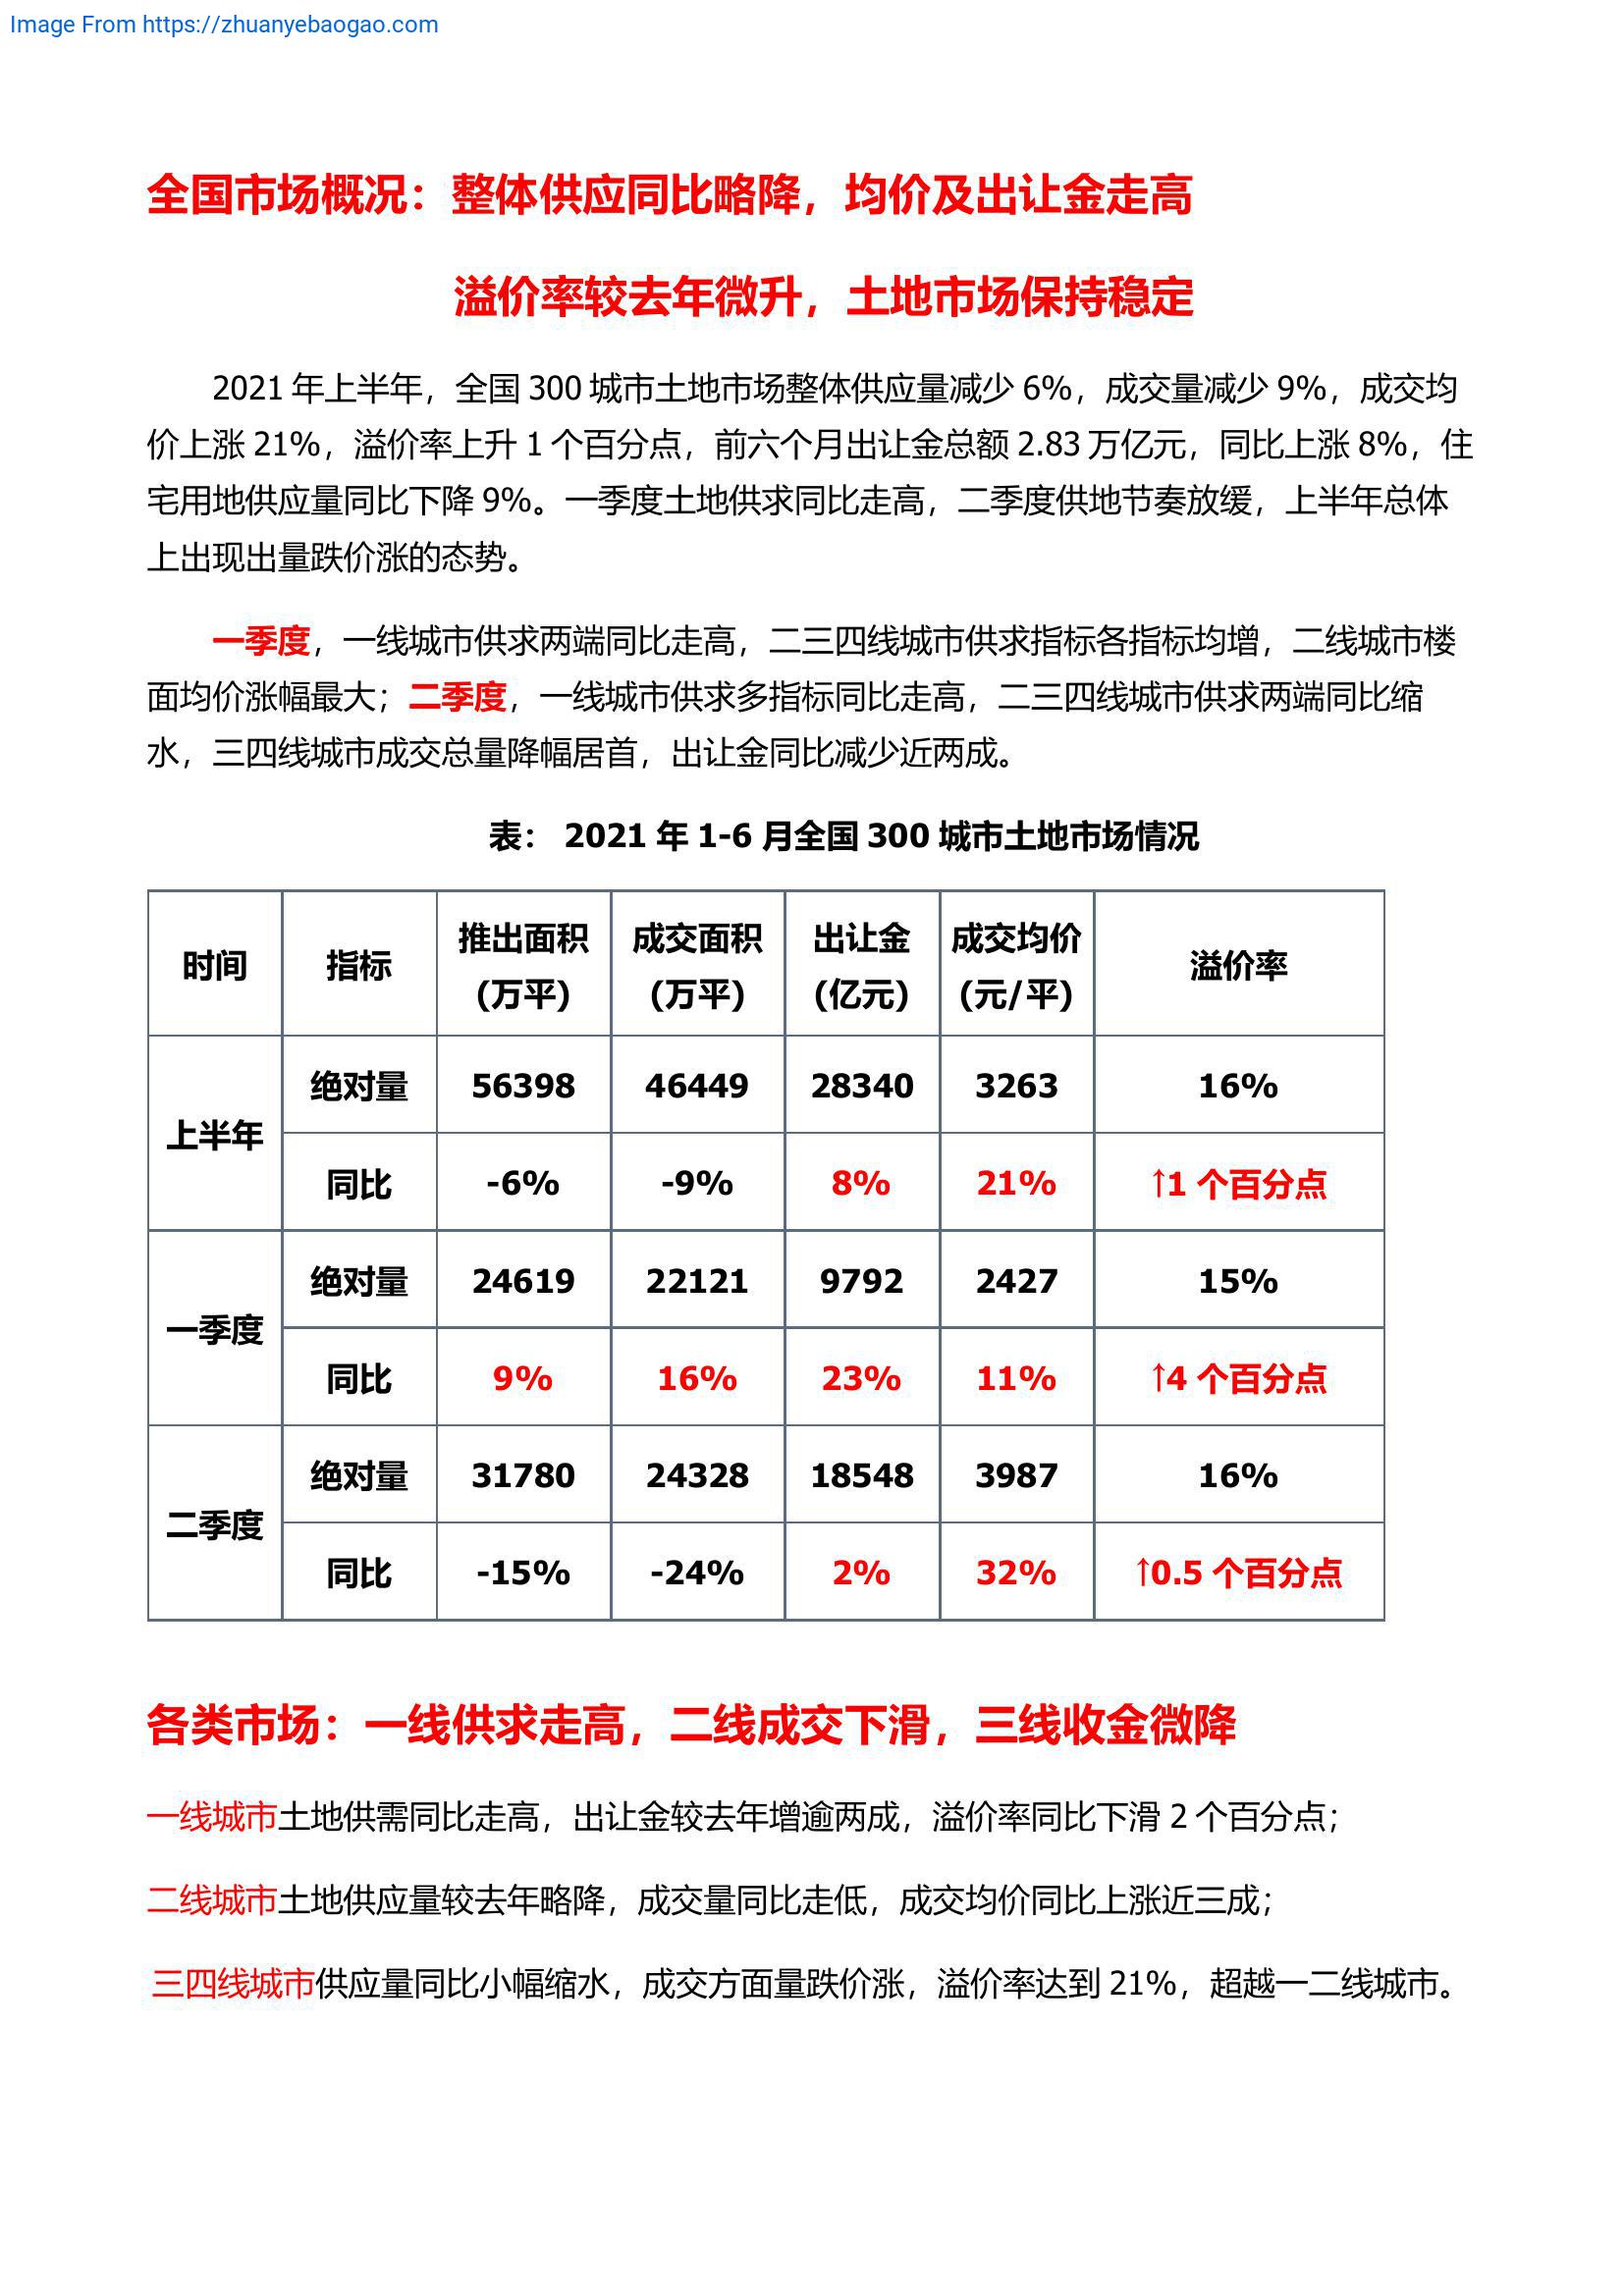 Image From https://zhuanyebaogao.com
全国市场概况：整体供应同比略降，均价及出让金走高
溢价率较去年微升，土地市场保持稳定
2021 年上半年，全国 300 城市土地市场整体供应量减少 6%，成交量减少 9%，成交均
价上涨 21%，溢价率上升 1 个百分点，前六个月出让金总额 2.83 万亿元，同比上涨 8%，住
宅用地供应量同比下降 9%。一季度土地供求同比走高，二季度供地节奏放缓，上半年总体
上出现出量跌价涨的态势。
一季度，一线城市供求两端同比走高，二三四线城市供求指标各指标均增，二线城市楼
面均价涨幅最大；二季度，一线城市供求多指标同比走高，二三四线城市供求两端同比缩
水，三四线城市成交总量降幅居首，出让金同比减少近两成。
表： 2021 年 1-6 月全国 300 城市土地市场情况
时间 指标 推出面积（万平） 成交面积（万平） 出让金（亿元） 成交均价（元/平） 溢价率
上半年 绝对量 56398 46449 28340 3263 16%
同比 -6% -9% 8% 21% ↑1 个百分点
一季度 绝对量 24619 22121 9792 2427 15%
同比 9% 16% 23% 11% ↑4 个百分点
二季度 绝对量 31780 24328 18548 3987 16%
同比 -15% -24% 2% 32% ↑0.5 个百分点
各类市场：一线供求走高，二线成交下滑，三线收金微降
一线城市土地供需同比走高，出让金较去年增逾两成，溢价率同比下滑 2 个百分点；
二线城市土地供应量较去年略降，成交量同比走低，成交均价同比上涨近三成；
三四线城市供应量同比小幅缩水，成交方面量跌价涨，溢价率达到 21%，超越一二线城市。